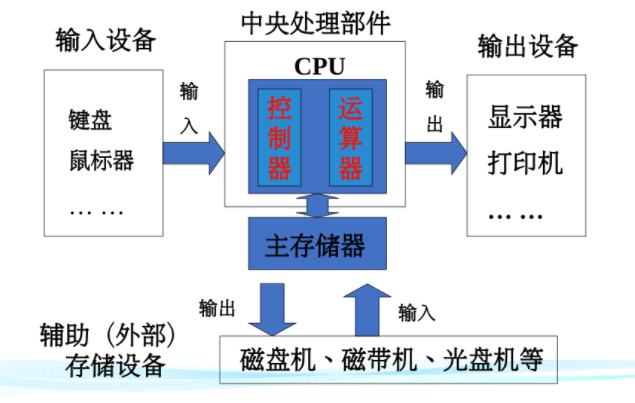 中央处理部件
输入设备
输出设备
CPU
键盘
鼠标器
… …
输
入
控
制
器
运
算
器
输
出
显示器
打印机
… …
主存储器
输出
输入
辅助（外部）
存储设备
磁盘机、磁带机、光盘机等